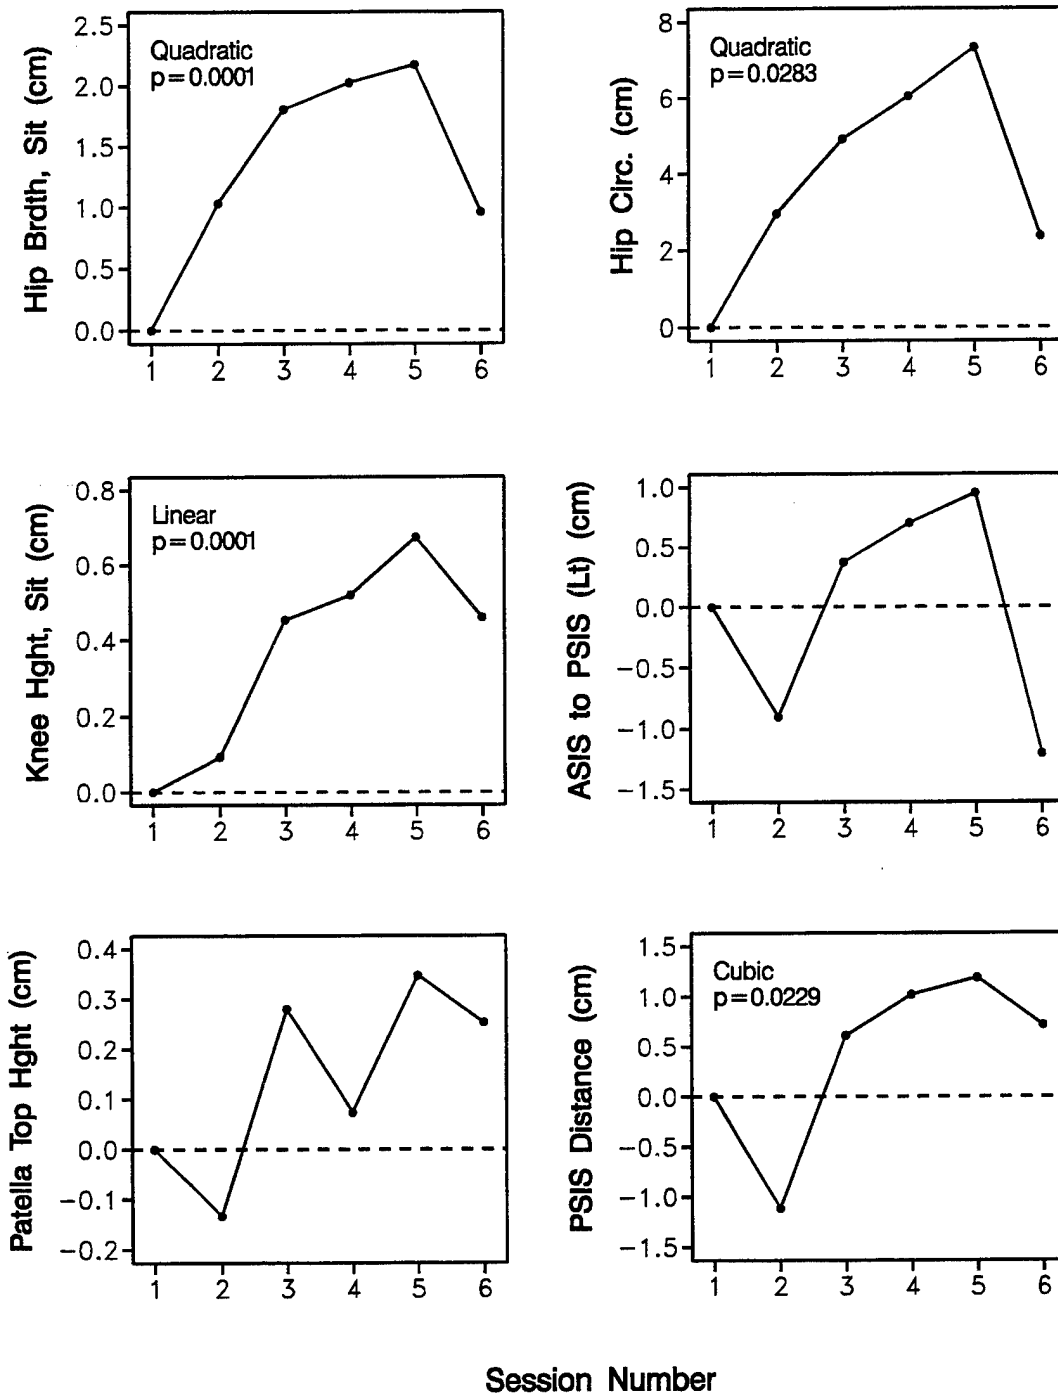 Hip Brdth, Sit (cm)
2.5
2.0
1.5
1.0
0.5
0.0
Quadratic
p=0.0001
1 2 3 4 5 6
Hip Circ. (cm)
8
6
4
2
0
Quadratic
p=0.0283
1 2 3 4 5 6
Knee Hght, Sit (cm)
0.8
0.6
0.4
0.2
0.0
Linear
p=0.0001
1 2 3 4 5 6
ASIS to PSIS (Lt) (cm)
1.0
0.5
0.0
−0.5
−1.0
−1.5
1 2 3 4 5 6
Patella Top Hght (cm)
0.4
0.3
0.2
0.1
0.0
−0.1
−0.2
1 2 3 4 5 6
PSIS Distance (cm)
1.5
1.0
0.5
0.0
−0.5
−1.0
−1.5
Cubic
p=0.0229
1 2 3 4 5 6
Session Number